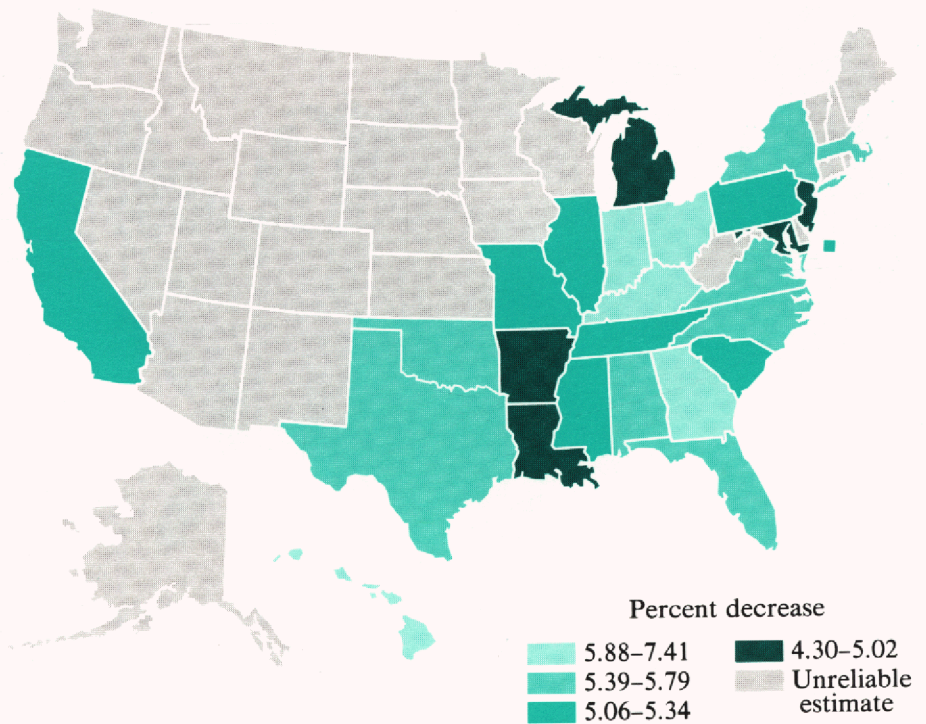 Percent decrease
5.88–7.41
5.39–5.79
5.06–5.34
4.30–5.02
Unreliable
estimate